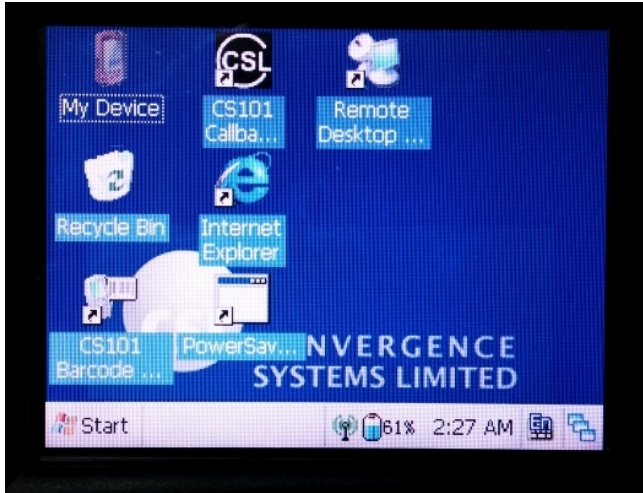 My Device
CSL
CS101
Callba...
Remote
Desktop ...
Recycle Bin
Internet
Explorer
CS101
Barcode ...
PowerSav...
CS
NVERGENCE
SYSTEMS LIMITED
Start
61%
2:27 AM